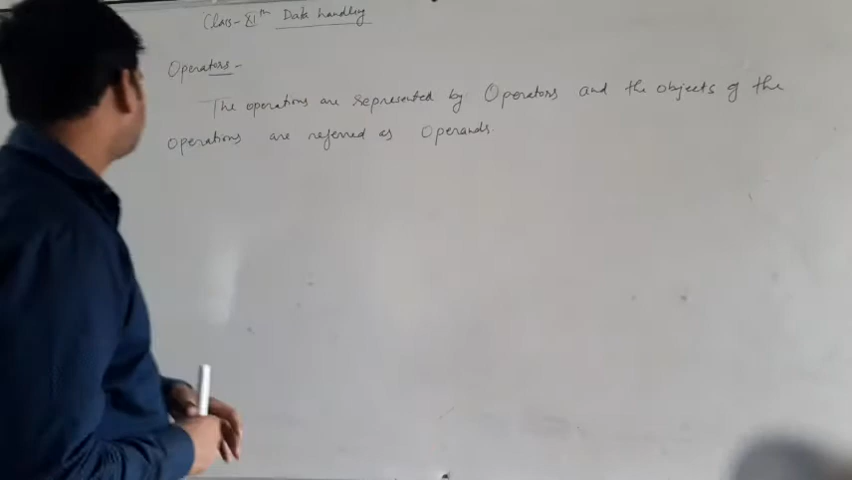 Class - XIth Data handling
Operators -
The operations are represented by Operators and the objects of the
operations are referred as Operands.